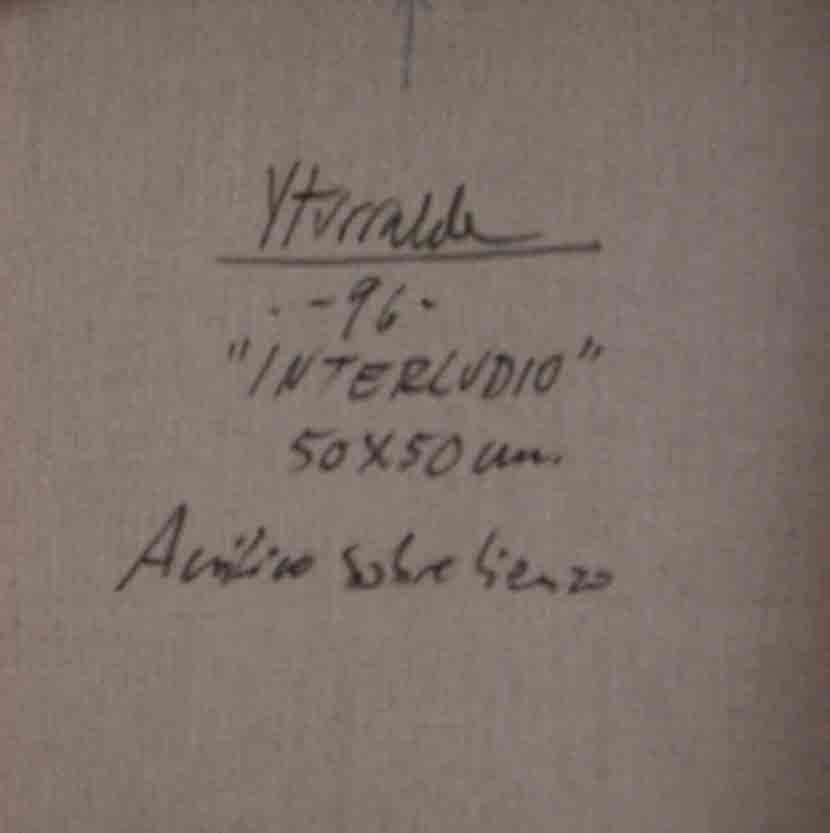 Yturralde
.-96-
"INTERLUDIO"
50X50 cm.
Acrílico sobre lienzo